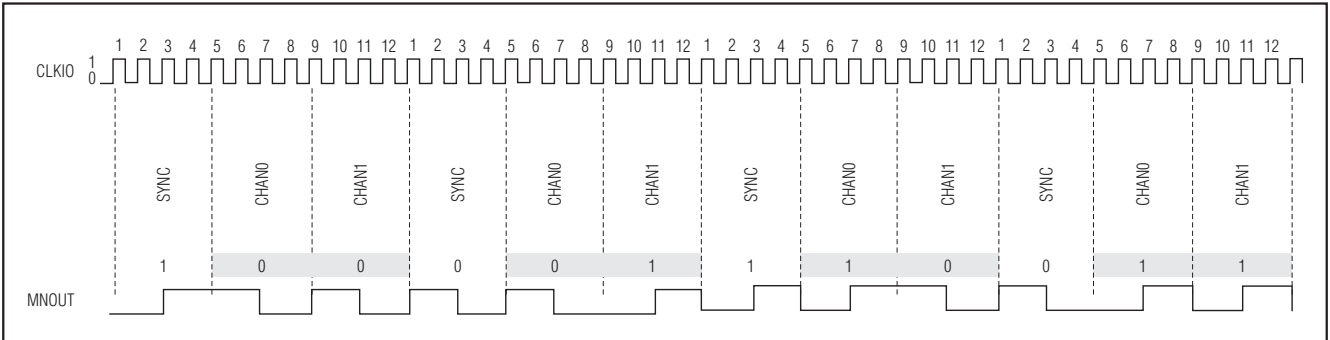 1 2 3 4 5 6 7 8 9 10 11 12 1 2 3 4 5 6 7 8 9 10 11 12 1 2 3 4 5 6 7 8 9 10 11 12 1 2 3 4 5 6 7 8 9 10 11 12
CLKIO 1
0
SYNC CHAN0 CHAN1 SYNC CHAN0 CHAN1 SYNC CHAN0 CHAN1 SYNC CHAN0 CHAN1
1 0 0 0 0 1 1 1 0 0 1 1
MNOUT